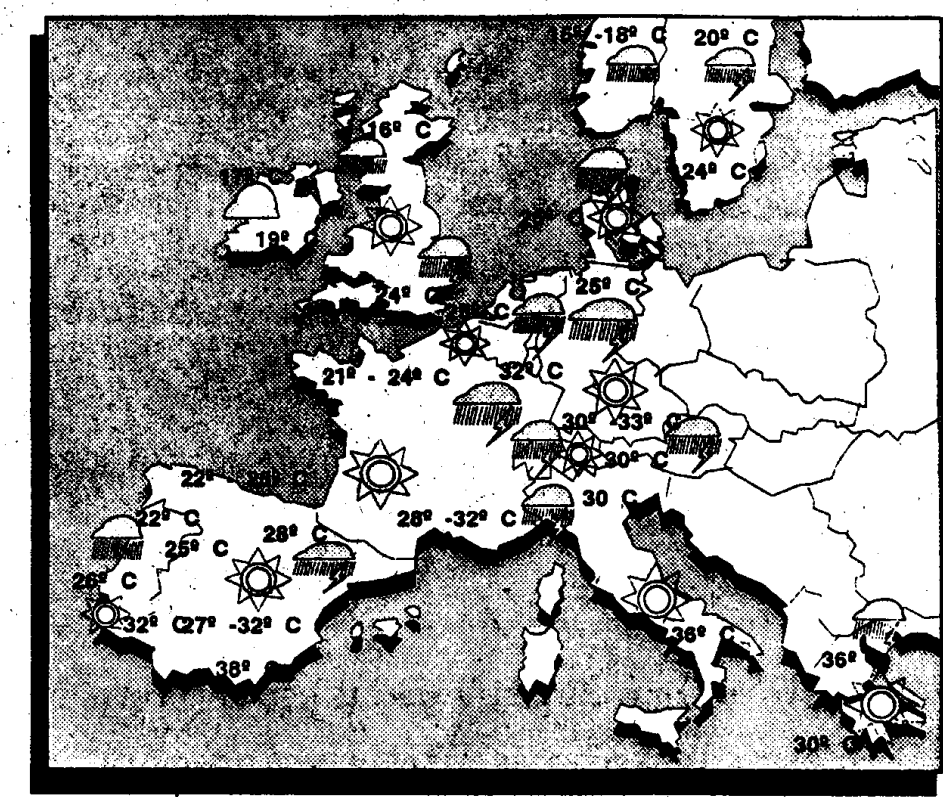 -18º C
20º C
16º C
24º C
19º C
25º C
24º C
21º - 24º C
32º C
30º -33º C
30º C
30 C
28º -32º C
22º
22º C
28º C
25º C
26º C
32º C
27º -32º C
38º C
36º C
36º
30º C